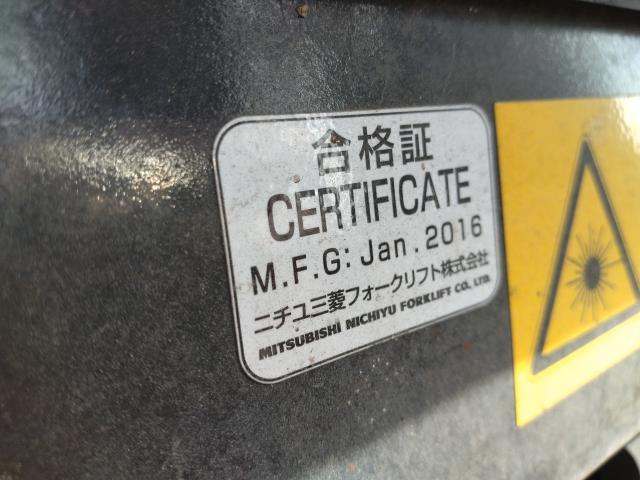 合格証
CERTIFICATE
M.F.G: Jan. 2016
ニチユ三菱フォークリフト株式会社
MITSUBISHI NICHIYU FORKLIFT CO., LTD.